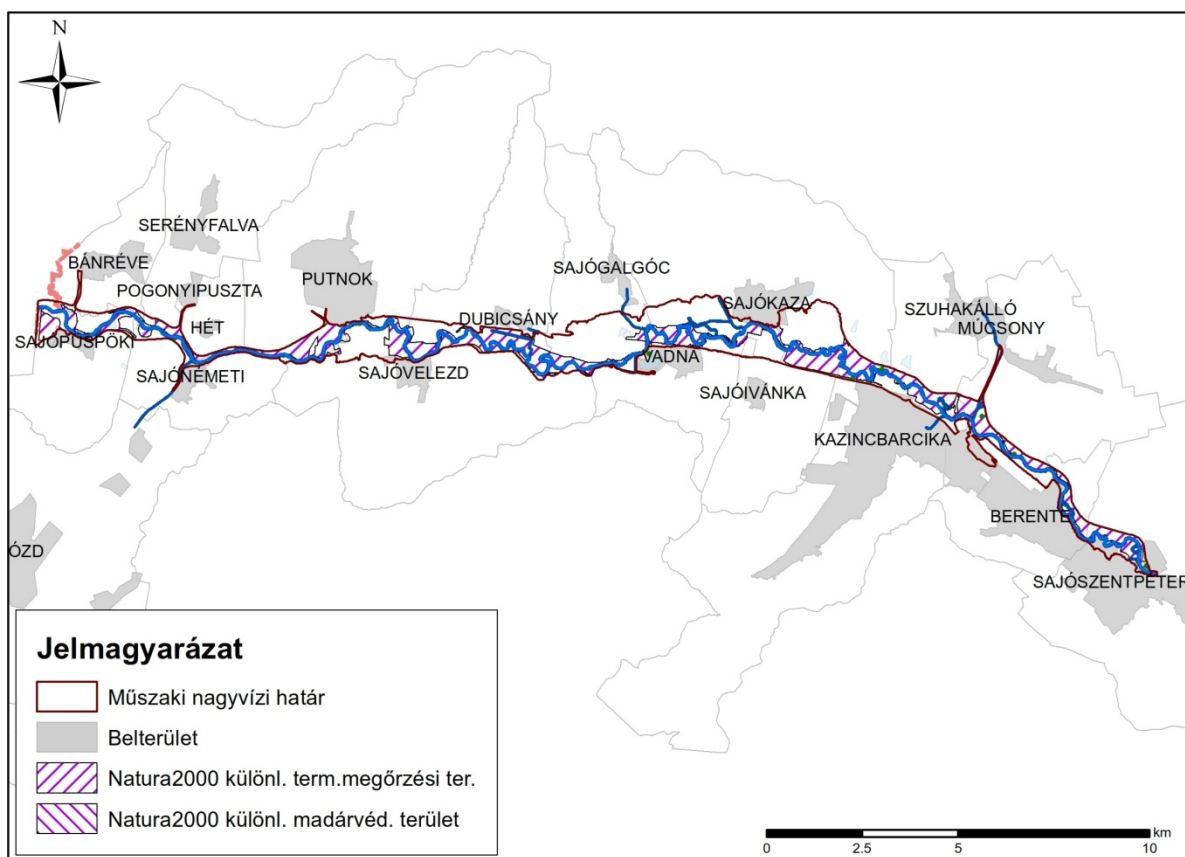 N
SERÉNYFALVA
BÁNRÉVE
SAJÓGALGÓC
PUTNOK
POGONYIPUSZTA
SAJÓKAZA
SZUHAKÁLLÓ
DUBICSÁNY
HÉT
MÚCSONY
SAJÓPÜSPÖKI
VADNA
SAJÓNÉMETI
SAJÓVELEZD
SAJÓIVÁNKA
KAZINCBARCIKA
BERENTE
ÓZD
SAJÓSZENTPÉTER
Jelmagyarázat
Műszaki nagyvízi határ
Belterület
Natura2000 különl. term.megőrzési ter.
Natura2000 különl. madárvéd. terület
km
0 2.5 5 10